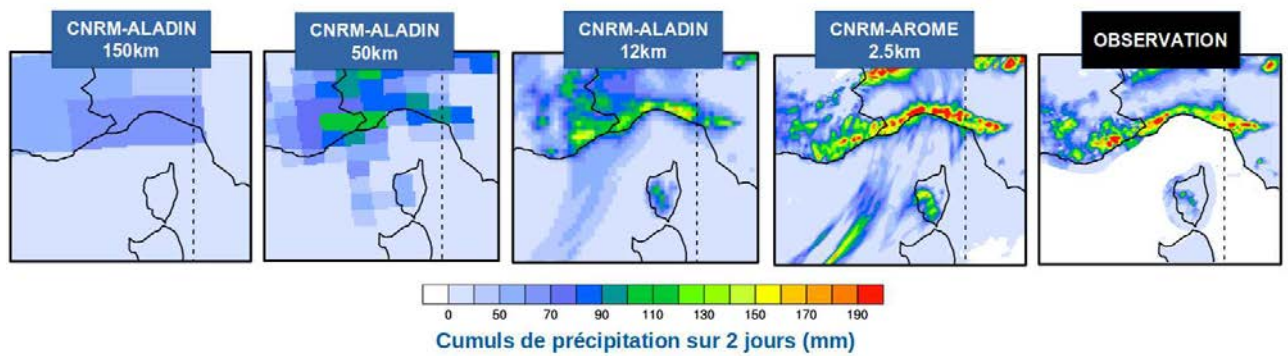 CNRM-ALADIN
150km
CNRM-ALADIN
50km
CNRM-ALADIN
12km
CNRM-AROME
2.5km
OBSERVATION
0 50 70 90 110 130 150 170 190
Cumuls de précipitation sur 2 jours (mm)